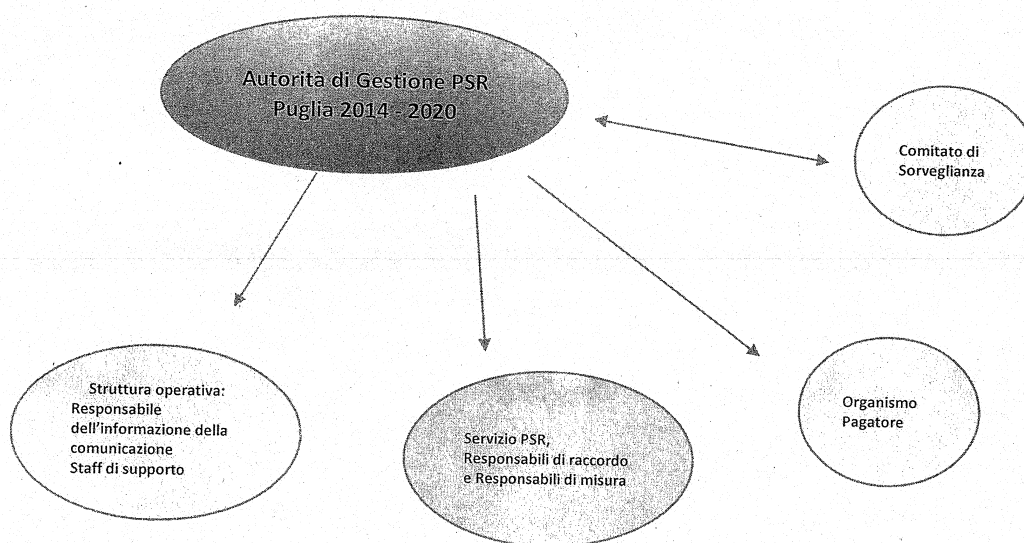 Autorità di Gestione PSR
Puglia 2014 - 2020
Comitato di
Sorveglianza
Struttura operativa:
Responsabile
dell'informazione della
comunicazione
Staff di supporto
Servizio PSR,
Responsabili di raccordo
e Responsabili di misura
Organismo
Pagatore